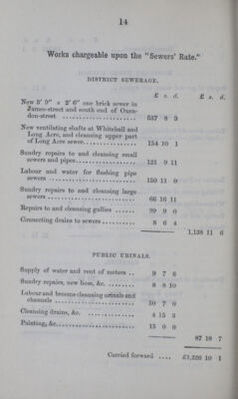 14
Works chargeable upon the "Sewers' Rate."
DISTRICT SEWERAGE.
£ s. d. £ s. d.
New 3' 9" × 2' 6" one brick sewer in
James-street and south end of Oxen-
don-street 537 8 3
New ventilating shafts at Whitehall and
Long Acre, and cleansing upper part
of Long Acre sewer 154 10 1
Sundry repairs to and cleansing small
sewers and pipes 121 9 11
Labour and water for flushing pipe
sewers 150 13 0
Sundry repairs to and cleansing large
sewers 66 16 11
Repairs to and cleansing gullies 99 9 0
Connecting drains to sewers 8 6 4
1,138 11 6
PUBLIC URINALS.
Supply of water and rent of meters .. 9 7 6
Sundry repairs, new hose, &c. 8 8 10
Labour and brooms cleansing urinals and
channels 50 7 0
Cleansing drains, &c. 4 15 3
Painting, &c. 15 0 0
87 18 7
Carried forward .... £1,226 10 1